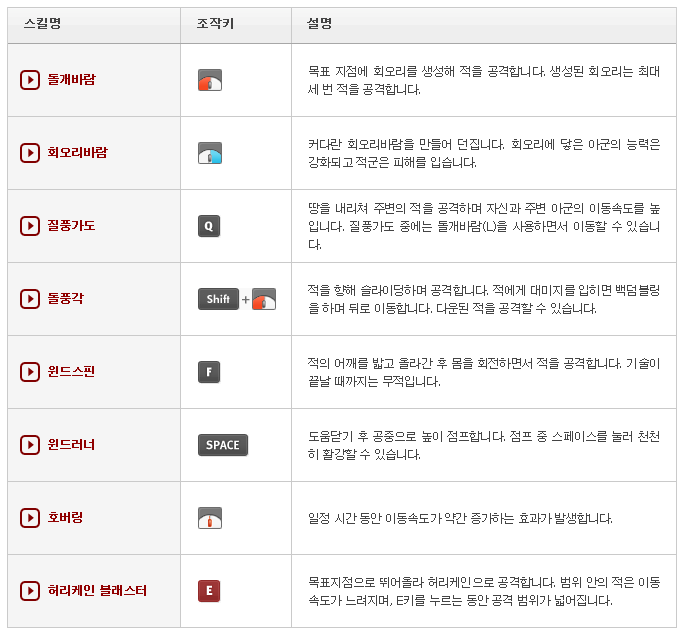 스킬명 조작키 설명
돌개바람 목표 지점에 회오리를 생성해 적을 공격합니다. 생성된 회오리는 최대
세 번 적을 공격합니다.
회오리바람 커다란 회오리바람을 만들어 던집니다. 회오리에 닿은 아군의 능력은
강화되고 적군은 피해를 입습니다.
질풍가도 Q 땅을 내리쳐 주변의 적을 공격하며 자신과 주변 아군의 이동속도를 높
입니다. 질풍가도 중에는 돌개바람(L)을 사용하면서 이동할 수 있습니
다.
돌풍각 Shift + 적을 향해 슬라이딩하며 공격합니다. 적에게 대미지를 입히면 백덤블링
을 하며 뒤로 이동합니다. 다운된 적을 공격할 수 있습니다.
윈드스핀 F 적의 어깨를 밟고 올라간 후 몸을 회전하면서 적을 공격합니다. 기술이
끝날 때까지는 무적입니다.
윈드러너 SPACE 도움닫기 후 공중으로 높이 점프합니다. 점프 중 스페이스를 눌러 천천
히 활강할 수 있습니다.
호버링 일정 시간 동안 이동속도가 약간 증가하는 효과가 발생합니다.
허리케인 블래스터 E 목표지점으로 뛰어올라 허리케인으로 공격합니다. 범위 안의 적은 이동
속도가 느려지며, E키를 누르는 동안 공격 범위가 넓어집니다.